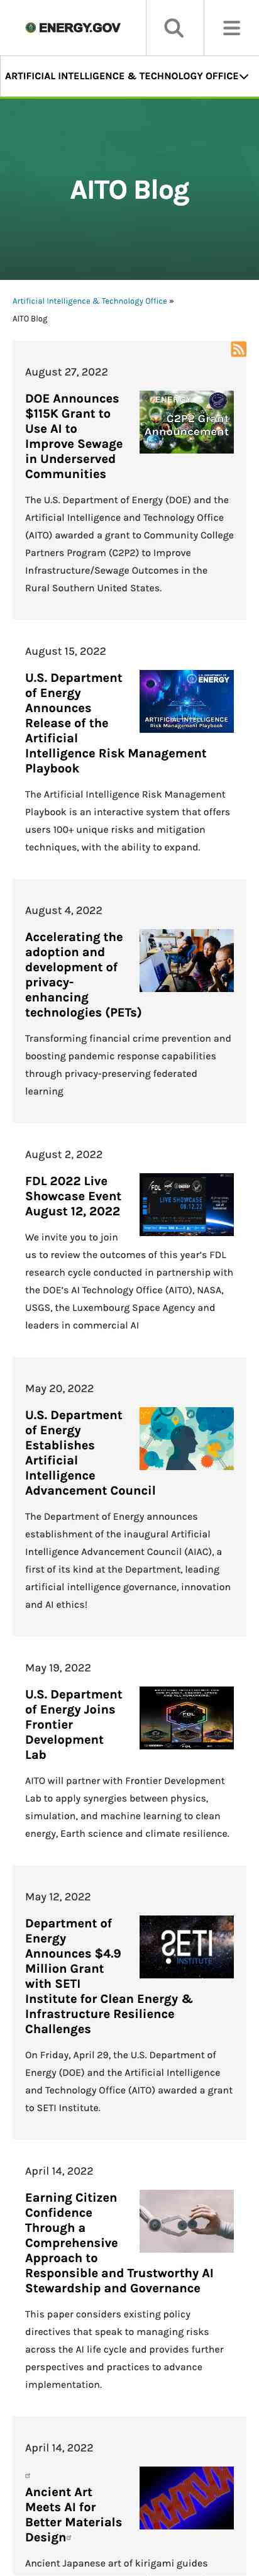 ENERGY.GOV
ARTIFICIAL INTELLIGENCE & TECHNOLOGY OFFICE
AITO Blog
Artificial Intelligence & Technology Office »
AITO Blog
August 27, 2022
DOE Announces
$115K Grant to
Use AI to
Improve Sewage
in Underserved
Communities
ENERGY
C2P2 Grant
Announcement
The U.S. Department of Energy (DOE) and the
Artificial Intelligence and Technology Office
(AITO) awarded a grant to Community College
Partners Program (C2P2) to Improve
Infrastructure/Sewage Outcomes in the
Rural Southern United States.
August 15, 2022
U.S. Department
of Energy
Announces
Release of the
Artificial
Intelligence Risk Management
Playbook
ENERGY
ARTIFICIAL INTELLIGENCE
Risk Management Playbook
The Artificial Intelligence Risk Management
Playbook is an interactive system that offers
users 100+ unique risks and mitigation
techniques, with the ability to expand.
August 4, 2022
Accelerating the
adoption and
development of
privacy-
enhancing
technologies (PETs)
Transforming financial crime prevention and
boosting pandemic response capabilities
through privacy-preserving federated
learning
August 2, 2022
FDL 2022 Live
Showcase Event
August 12, 2022
FDL
LIVE SHOWCASE
08.12.22
We invite you to join
us to review the outcomes of this year's FDL
research cycle conducted in partnership with
the DOE's AI Technology Office (AITO), NASA,
USGS, the Luxembourg Space Agency and
leaders in commercial AI
May 20, 2022
U.S. Department
of Energy
Establishes
Artificial
Intelligence
Advancement Council
The Department of Energy announces
establishment of the inaugural Artificial
Intelligence Advancement Council (AIAC), a
first of its kind at the Department, leading
artificial intelligence governance, innovation
and AI ethics!
May 19, 2022
U.S. Department
of Energy Joins
Frontier
Development
Lab
FDL
AITO will partner with Frontier Development
Lab to apply synergies between physics,
simulation, and machine learning to clean
energy, Earth science and climate resilience.
May 12, 2022
Department of
Energy
Announces $4.9
Million Grant
with SETI
Institute for Clean Energy &
Infrastructure Resilience
Challenges
SETI
INSTITUTE
On Friday, April 29, the U.S. Department of
Energy (DOE) and the Artificial Intelligence
and Technology Office (AITO) awarded a grant
to SETI Institute.
April 14, 2022
Earning Citizen
Confidence
Through a
Comprehensive
Approach to
Responsible and Trustworthy AI
Stewardship and Governance
This paper considers existing policy
directives that speak to managing risks
across the AI life cycle and provides further
perspectives and practices to advance
implementation.
April 14, 2022
Ancient Art
Meets AI for
Better Materials
Design
Ancient Japanese art of kirigami guides